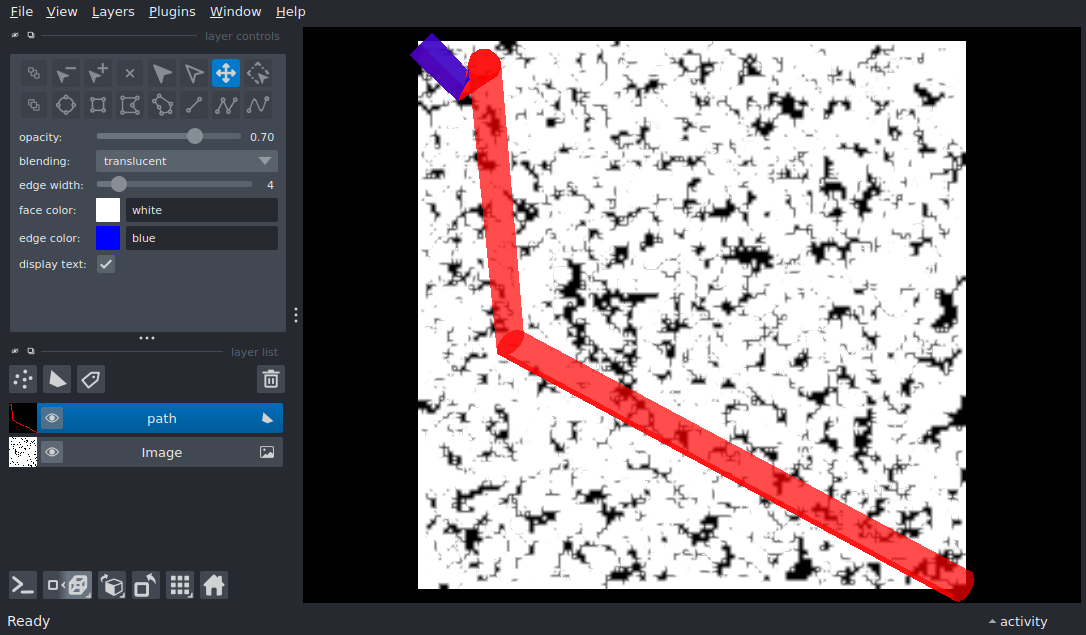 File View Layers Plugins Window Help
layer controls
opacity: 0.70
blending: translucent
edge width: 4
face color: white
edge color: blue
display text:
layer list
path
Image
Ready
activity